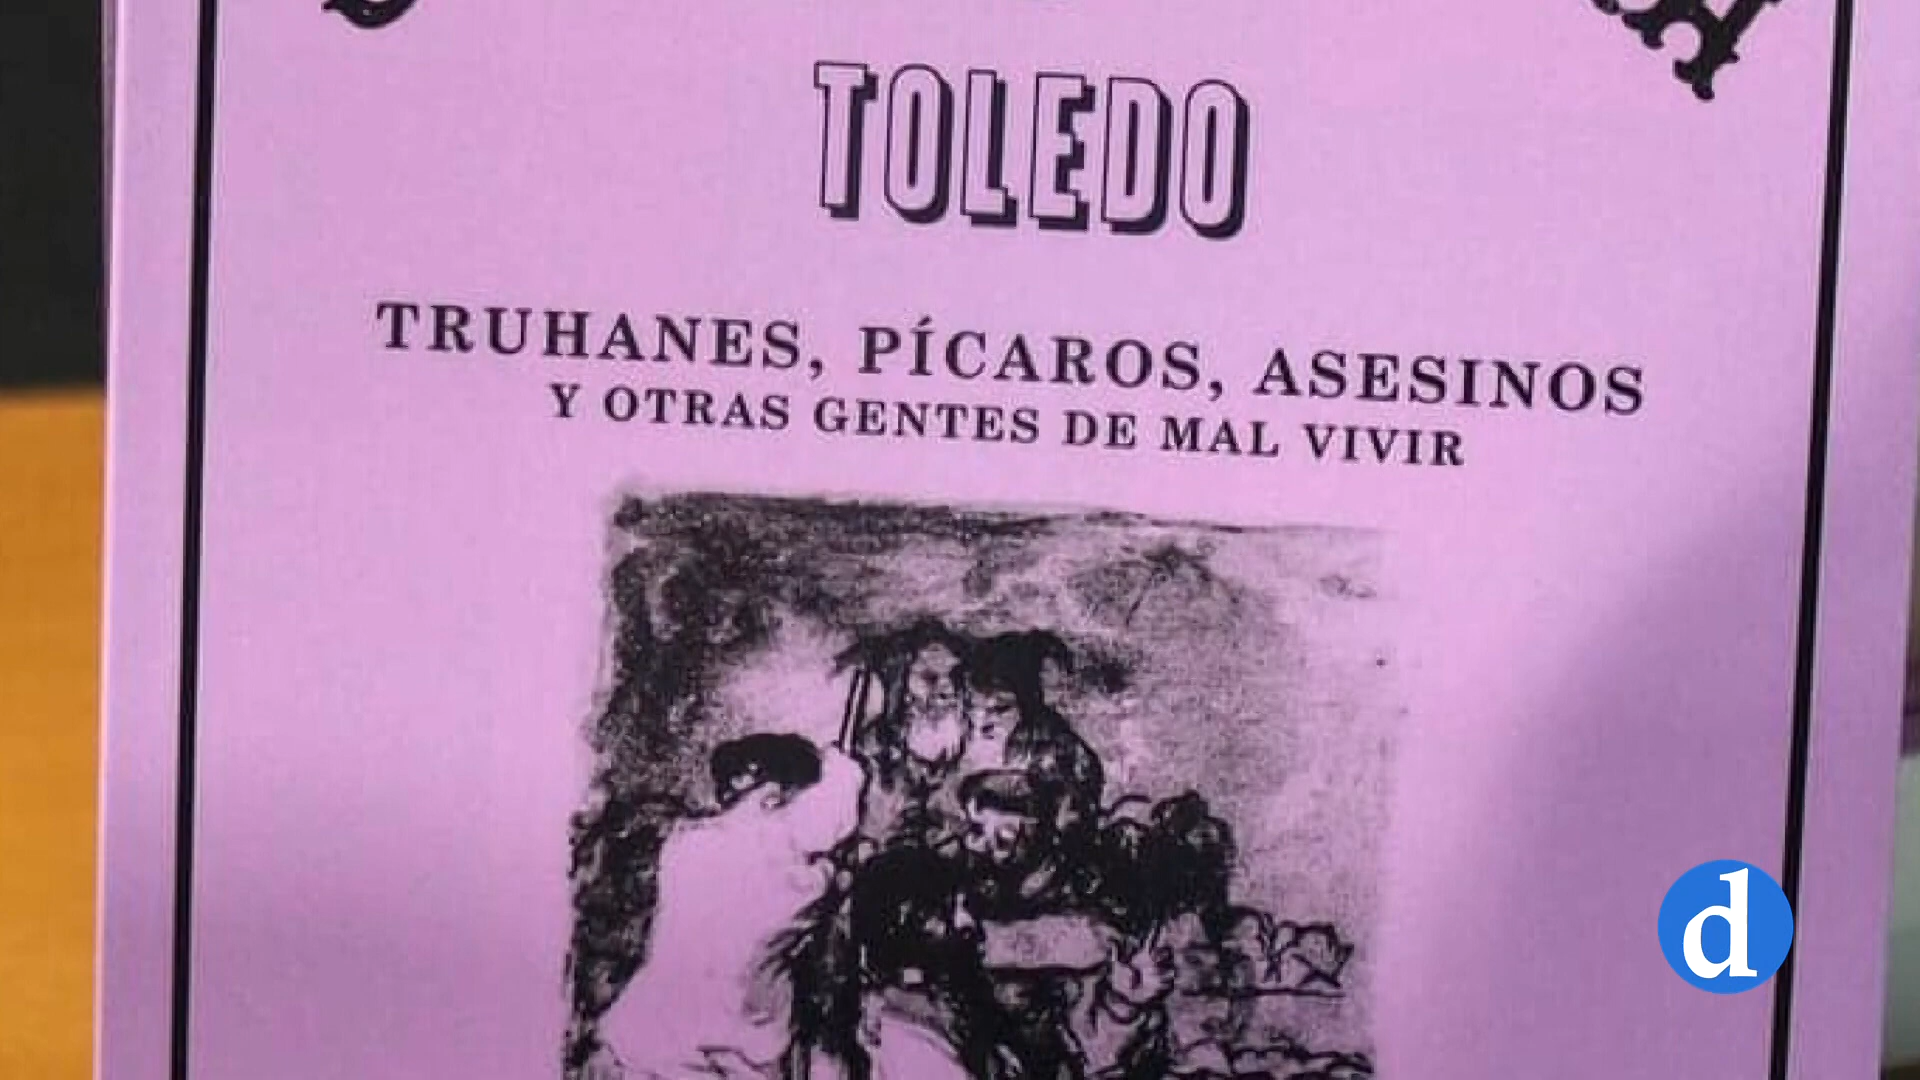 TOLEDO
TRUHANES, PÍCAROS, ASESINOS
Y OTRAS GENTES DE MAL VIVIR
d